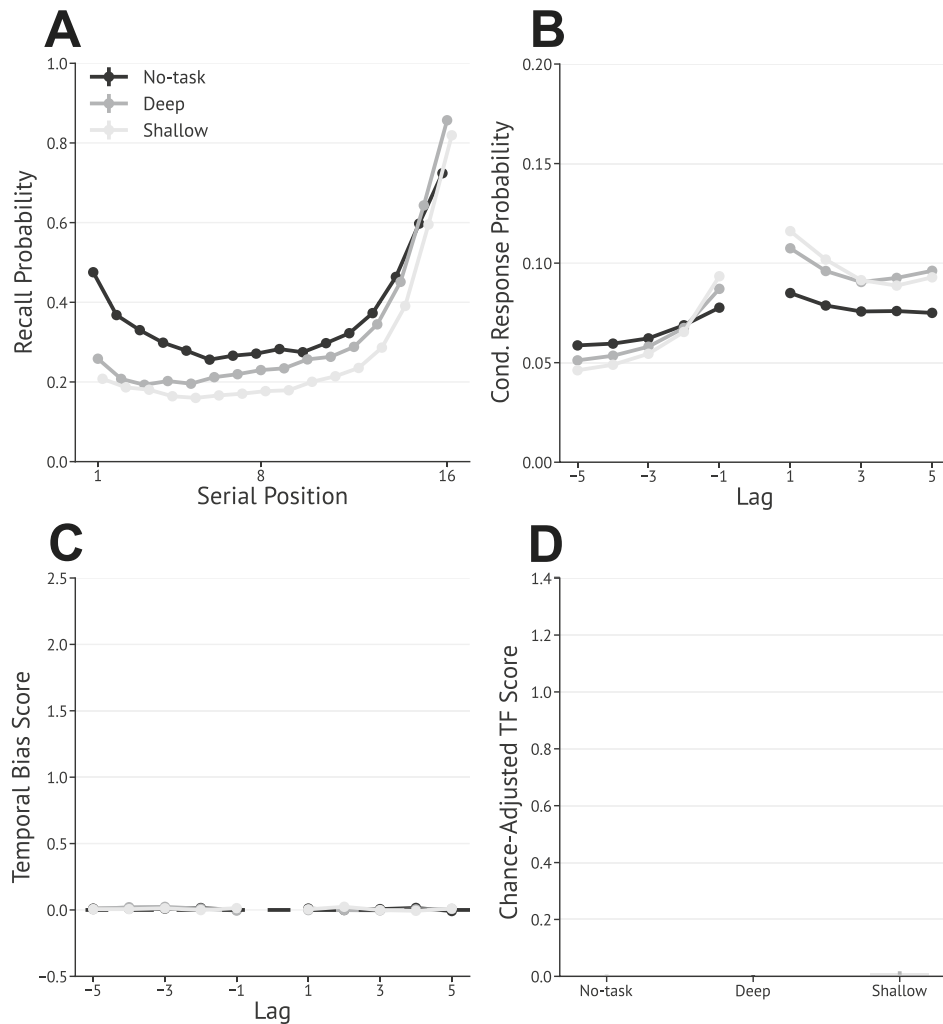 A
Recall Probability
1.0
0.8
0.6
0.4
0.2
0.0
No-task
Deep
Shallow
1 8 16
Serial Position
B
Cond. Response Probability
0.20
0.15
0.10
0.05
0.00
−5 −3 −1 1 3 5
Lag
C
Temporal Bias Score
2.5
2.0
1.5
1.0
0.5
0.0
−0.5
−5 −3 −1 1 3 5
Lag
D
Chance-Adjusted TF Score
1.4
1.2
1.0
0.8
0.6
0.4
0.2
0.0
No-task Deep Shallow